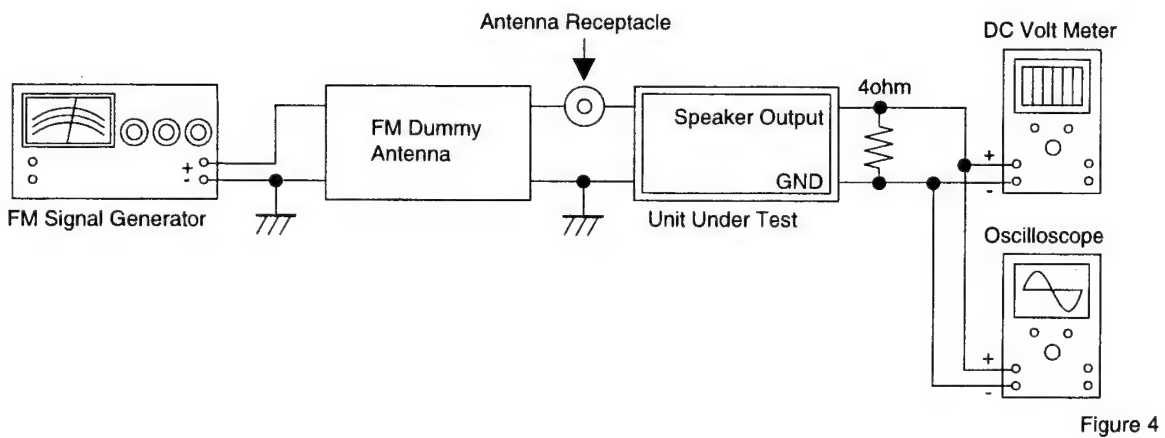 Antenna Receptacle
DC Volt Meter
4ohm
FM Dummy
Antenna
Speaker Output
GND
+
-
+
-
FM Signal Generator
Unit Under Test
Oscilloscope
+
-
Figure 4